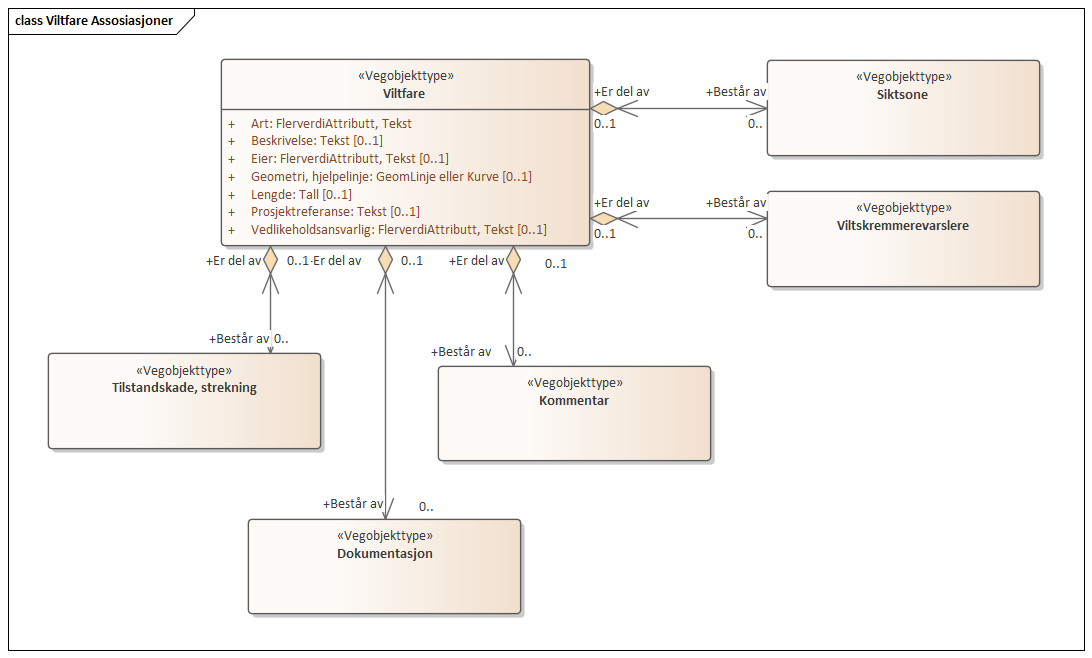 class Viltfare Assosiasjoner
«Vegobjekttype»
Viltfare
+ Art: FlerverdiAttributt, Tekst
+ Beskrivelse: Tekst [0..1]
+ Eier: FlerverdiAttributt, Tekst [0..1]
+ Geometri, hjelpelinje: GeomLinje eller Kurve [0..1]
+ Lengde: Tall [0..1]
+ Prosjektreferanse: Tekst [0..1]
+ Vedlikeholdsansvarlig: FlerverdiAttributt, Tekst [0..1]
+Er del av
0..1
+Består av
0..
«Vegobjekttype»
Siktsone
+Er del av
0..1
+Består av
0..
«Vegobjekttype»
Viltskremmerevarslere
+Er del av
0..1
Er del av
0..1
+Er del av
0..1
+Består av
0..
«Vegobjekttype»
Tilstandskade, strekning
+Består av
0..
«Vegobjekttype»
Kommentar
+Består av
0..
«Vegobjekttype»
Dokumentasjon